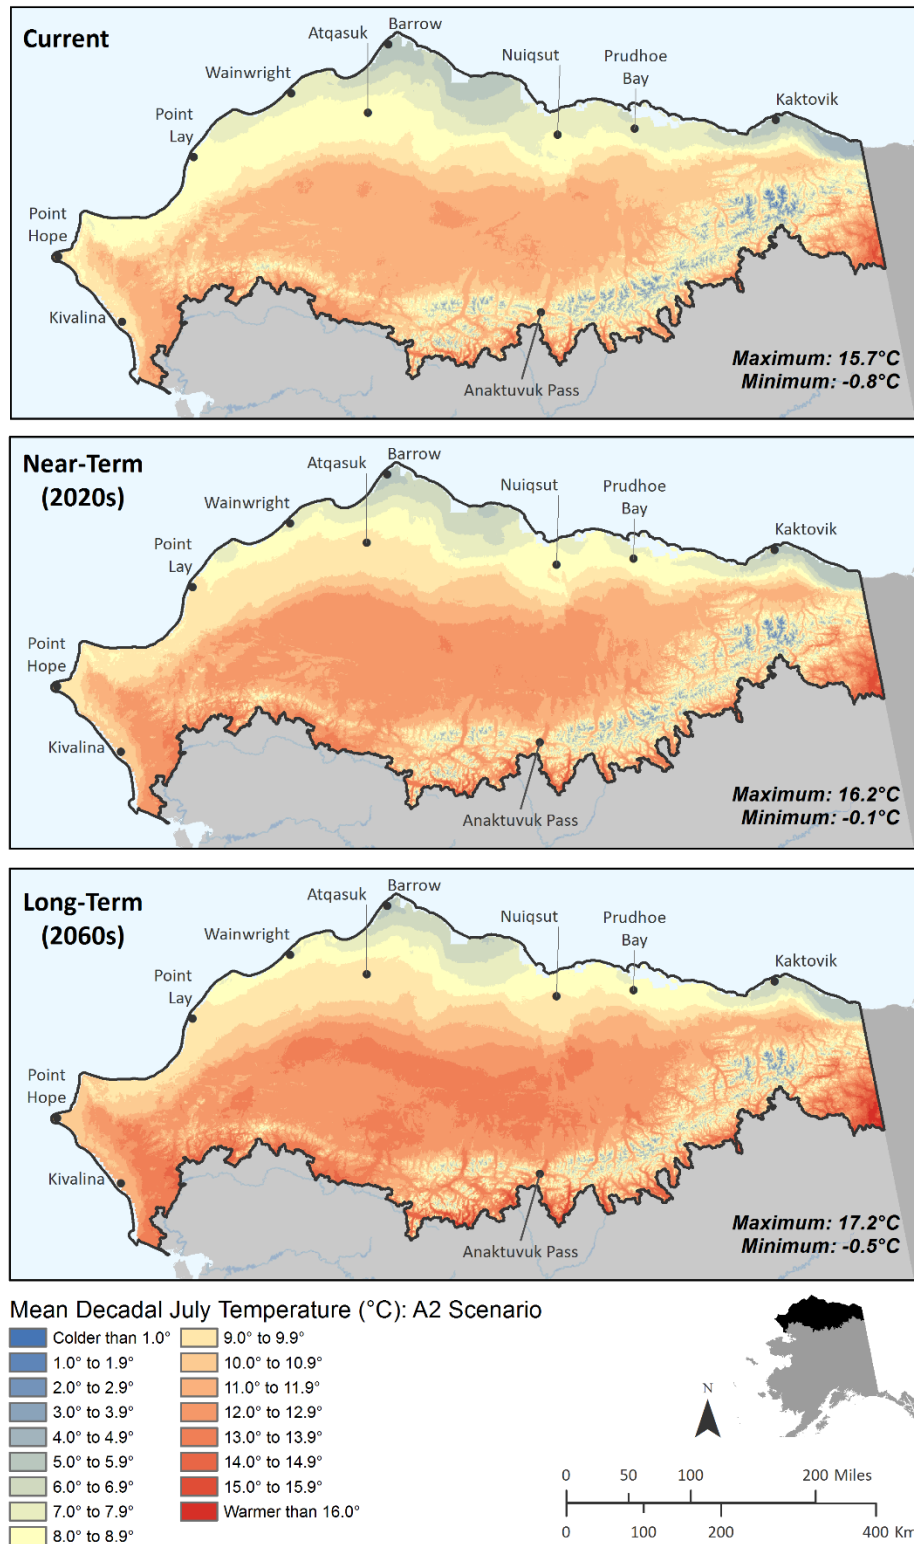 Current
Barrow
Atqasuk
Wainwright
Nuiqsut
Prudhoe
Bay
Kaktovik
Point
Lay
Point
Hope
Kivalina
Anaktuvuk Pass
Maximum: 15.7°C
Minimum: -0.8°C
Near-Term
(2020s)
Barrow
Atqasuk
Wainwright
Nuiqsut
Prudhoe
Bay
Kaktovik
Point
Lay
Point
Hope
Kivalina
Anaktuvuk Pass
Maximum: 16.2°C
Minimum: -0.1°C
Long-Term
(2060s)
Barrow
Atqasuk
Wainwright
Nuiqsut
Prudhoe
Bay
Kaktovik
Point
Lay
Point
Hope
Kivalina
Anaktuvuk Pass
Maximum: 17.2°C
Minimum: -0.5°C
Mean Decadal July Temperature (°C): A2 Scenario
Colder than 1.0°
1.0° to 1.9°
2.0° to 2.9°
3.0° to 3.9°
4.0° to 4.9°
5.0° to 5.9°
6.0° to 6.9°
7.0° to 7.9°
8.0° to 8.9°
9.0° to 9.9°
10.0° to 10.9°
11.0° to 11.9°
12.0° to 12.9°
13.0° to 13.9°
14.0° to 14.9°
15.0° to 15.9°
Warmer than 16.0°
N
0 50 100 200 Miles
0 100 200 400 Km